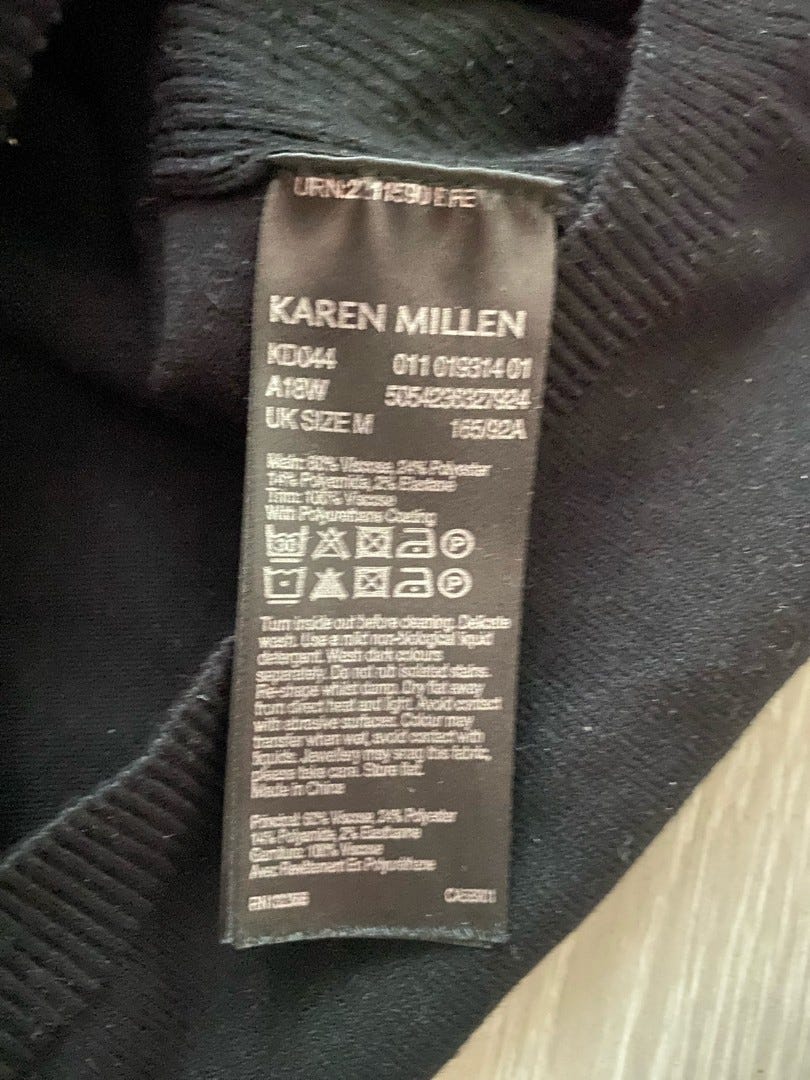 KAREN MILLEN
KD044 011 019314 01
A18W 5054236327924
UK SIZE M 165/92A
Main: 60% Viscose, 24% Polyester
14% Polyamide, 2% Elastane
Trim: 100% Viscose
With Polyurethane Coating
30 P
P
Turn inside out before cleaning. Delicate
wash. Use a mild non-biological liquid
detergent. Wash dark colours
separately. Do not rub isolated stains.
Re-shape whilst damp. Dry flat away
from direct heat and light. Avoid contact
with abrasive surfaces. Colour may
transfer when wet, avoid contact with
liquids. Jewellery may snag this fabric,
please take care. Store flat.
Made in China
Principal: 60% Viscose, 24% Polyester
14% Polyamide, 2% Elasthanne
Garniture: 100% Viscose
Avec Revêtement En Polyuréthane